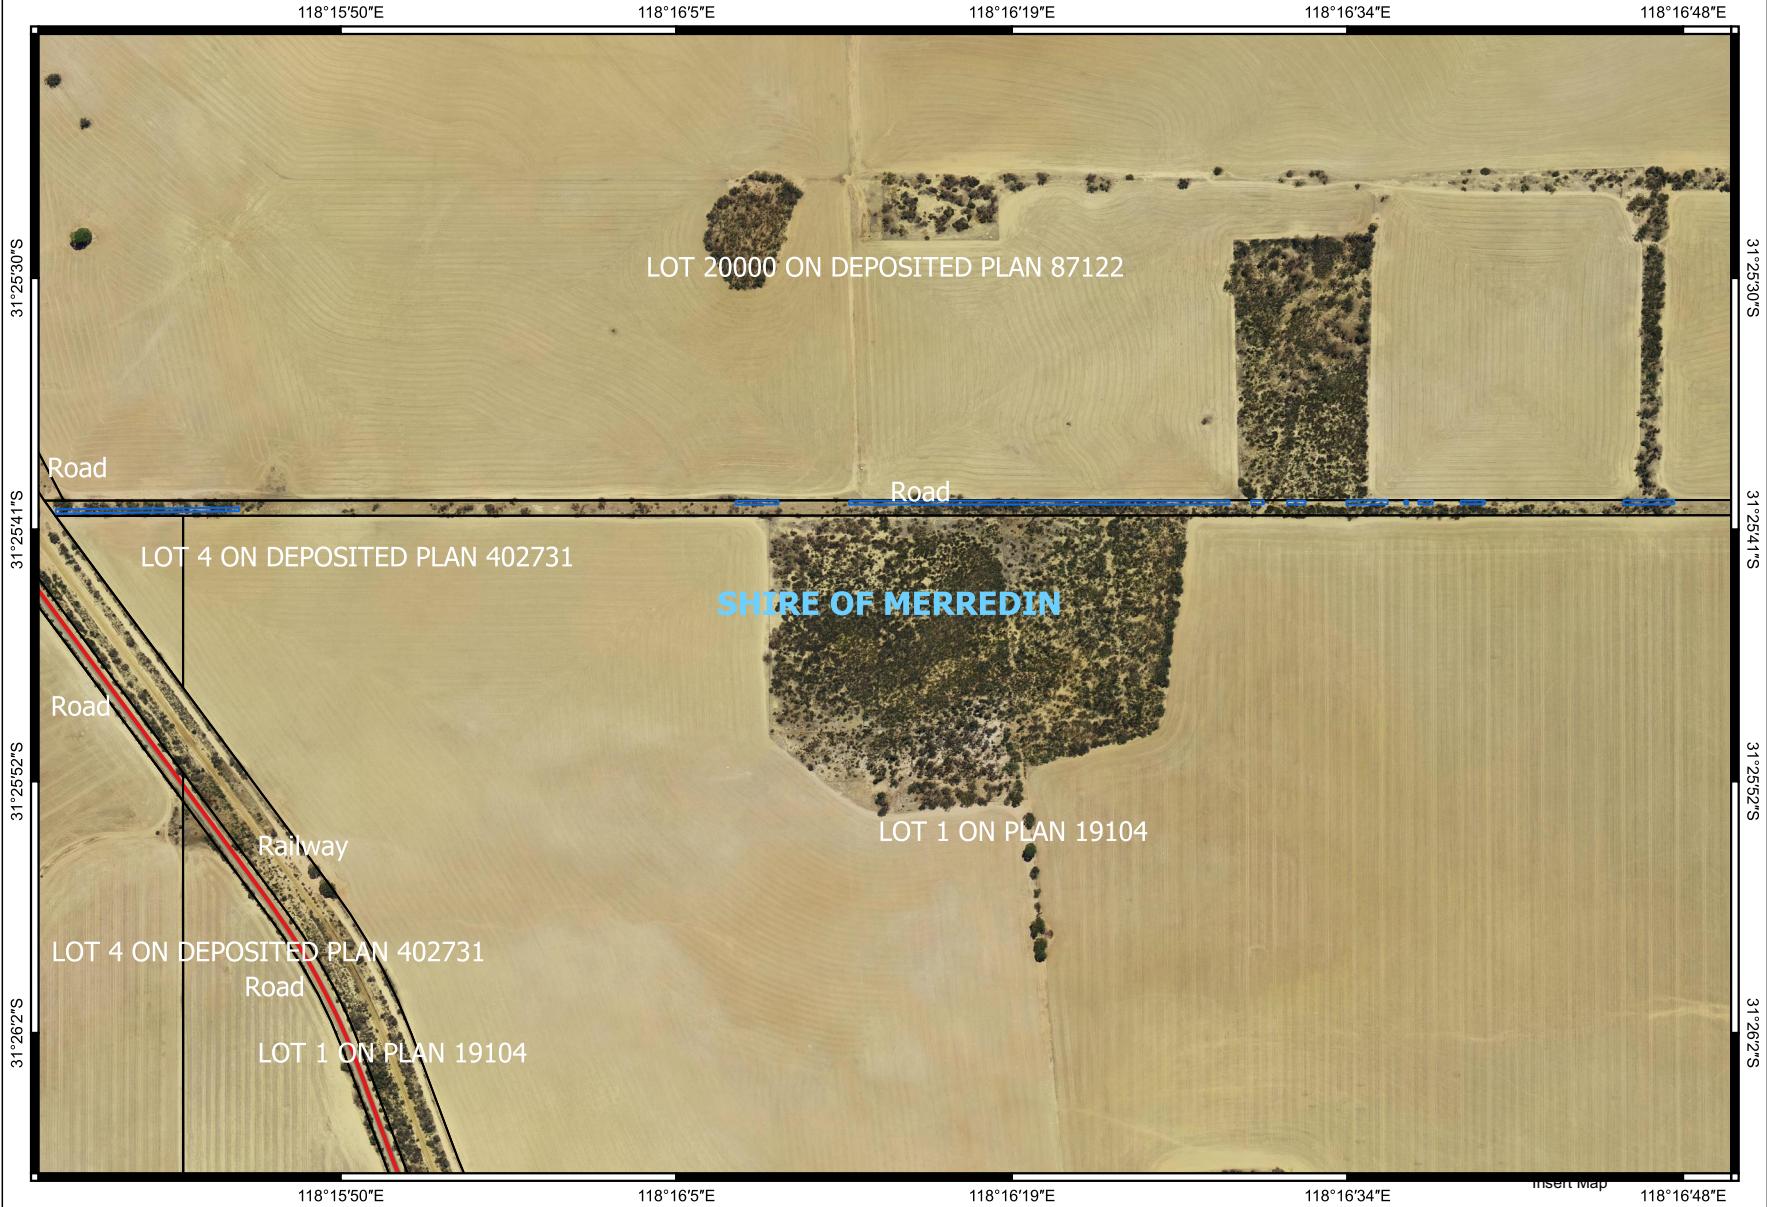 118°15'50"E 118°16'5"E 118°16'19"E 118°16'34"E 118°16'48"E
31°25'30"S
31°25'30"S
LOT 20000 ON DEPOSITED PLAN 87122
Road
Road
31°25'41"S
31°25'41"S
LOT 4 ON DEPOSITED PLAN 402731
SHIRE OF MERREDIN
Road
31°25'52"S
31°25'52"S
LOT 1 ON PLAN 19104
Railway
LOT 4 ON DEPOSITED PLAN 402731
Road
31°26'2"S
31°26'2"S
LOT 1 ON PLAN 19104
Insert Map
118°15'50"E 118°16'5"E 118°16'19"E 118°16'34"E 118°16'48"E